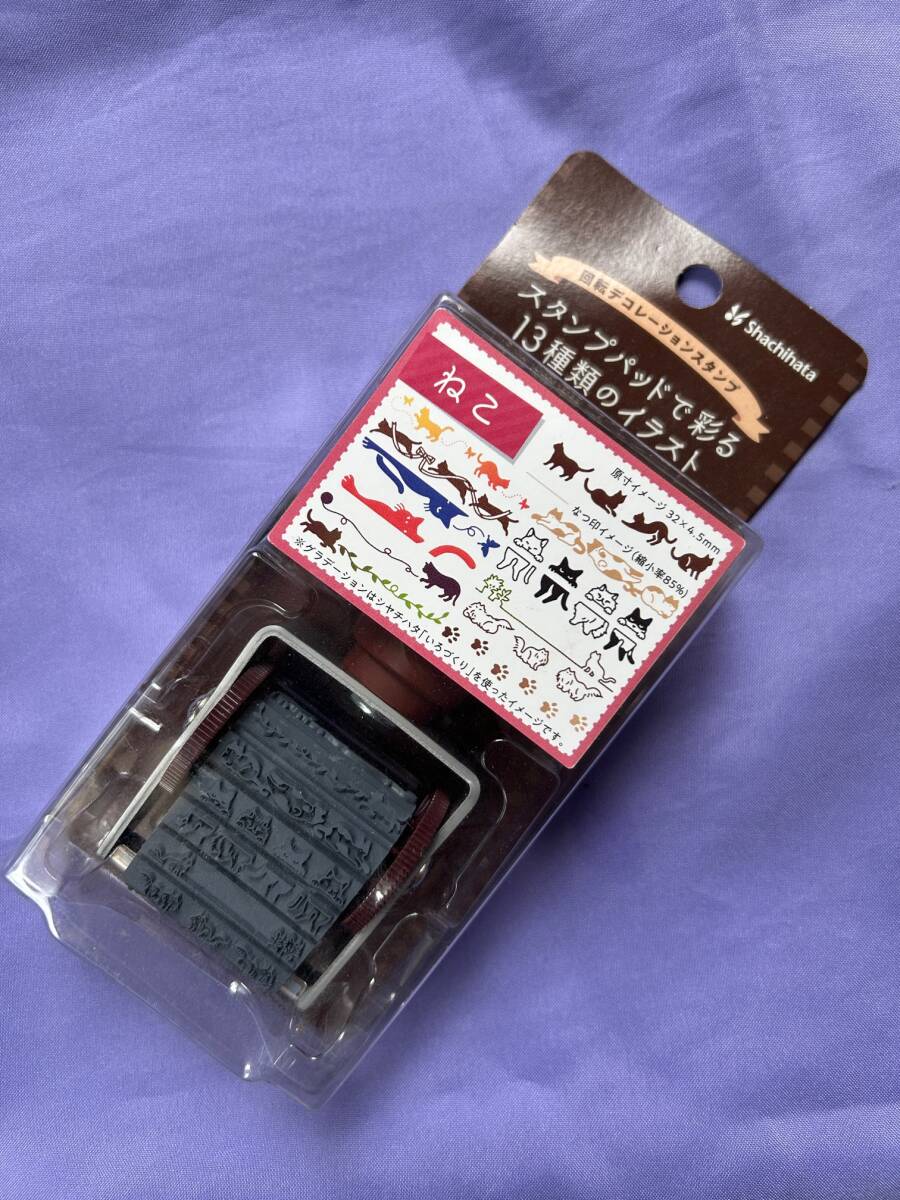 Shachihata
回転デコレーションスタンプ
スタンプパッドで彩る
13種類のイラスト
ねこ
原寸イメージ 32×4.5mm
なつ印イメージ(縮小率85%)
※グラデーションはシヤチハタ「いろづくり」を使ったイメージです。